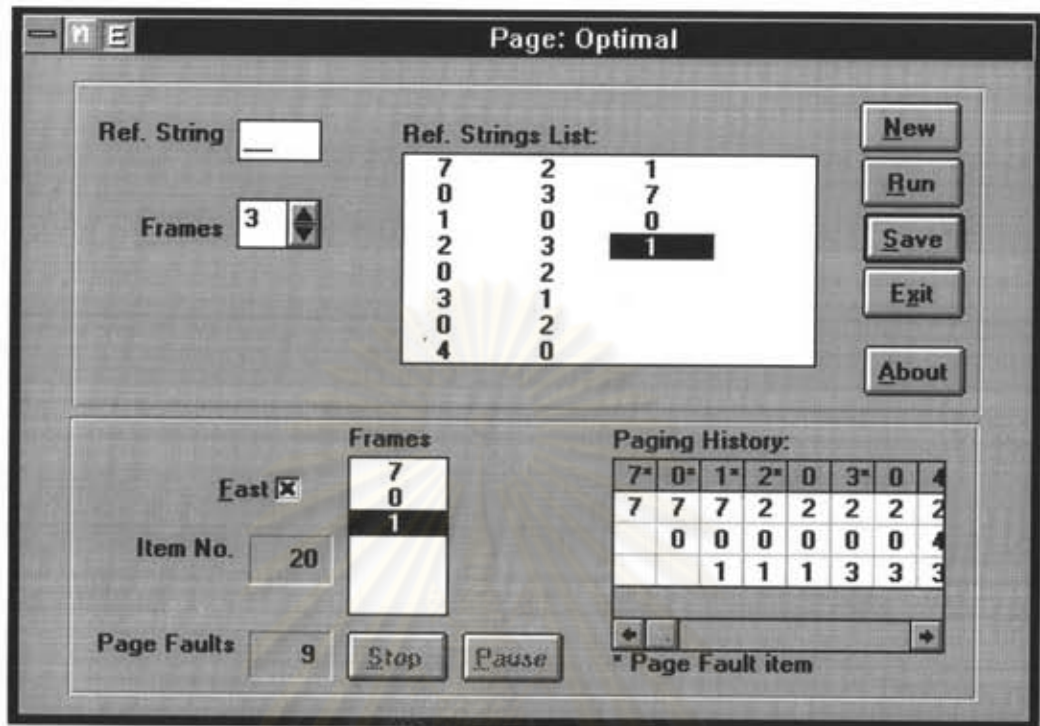 Page: Optimal
Ref. String
Frames 3
Ref. Strings List:
7 2 1
0 3 7
1 0 0
2 3 1
0 2
3 1
0 2
4 0
New
Run
Save
Exit
About
Fast
Item No. 20
Page Faults 9
Frames
7
0
1
Stop Pause
Paging History:
7* 0* 1* 2* 0 3* 0 4
7 7 7 2 2 2 2 2
0 0 0 0 0 0 4
1 1 1 3 3 3
* Page Fault item